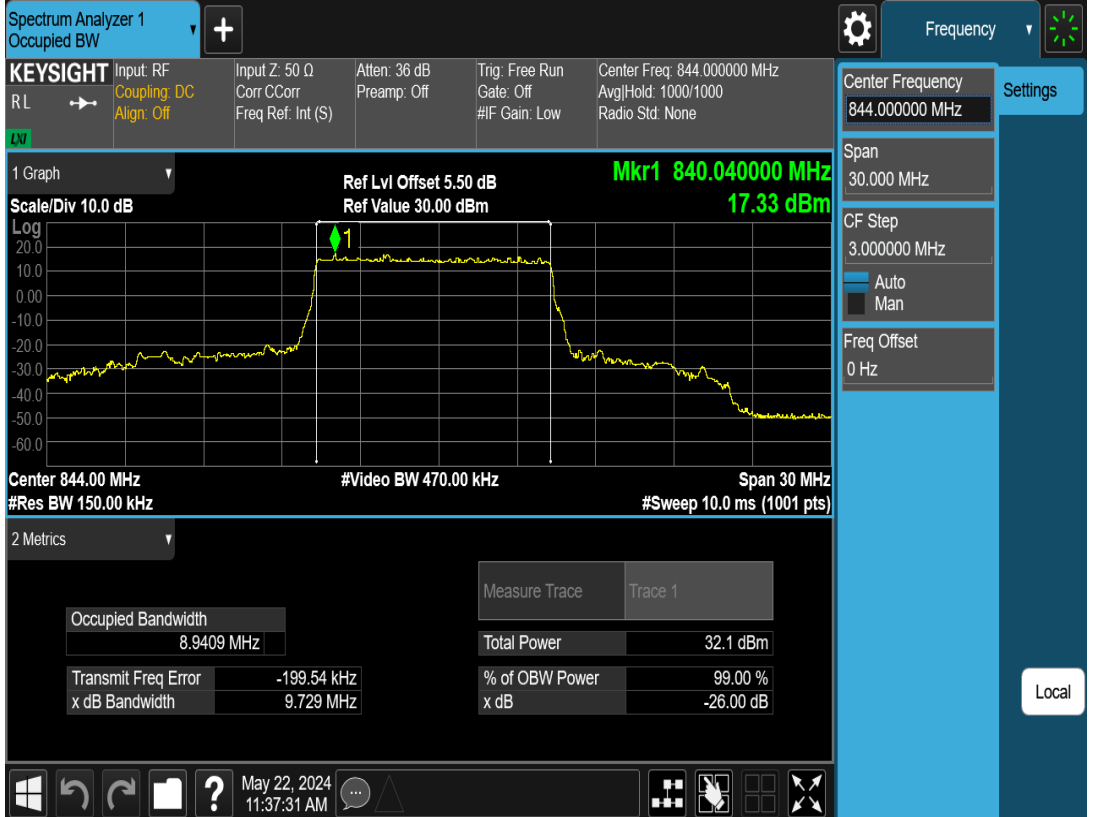 Spectrum Analyzer 1
Occupied BW
+
Frequency
KEYSIGHT
RL
LXI
Input: RF
Coupling: DC
Align: Off
Input Z: 50 Ω
Corr CCorr
Freq Ref: Int (S)
Atten: 36 dB
Preamp: Off
Trig: Free Run
Gate: Off
#IF Gain: Low
Center Freq: 844.000000 MHz
Avg|Hold: 1000/1000
Radio Std: None
Center Frequency
844.000000 MHz
Settings
Span
30.000 MHz
CF Step
3.000000 MHz
Auto
Man
Freq Offset
0 Hz
Local
1 Graph
Scale/Div 10.0 dB
Ref Lvl Offset 5.50 dB
Ref Value 30.00 dBm
Mkr1 840.040000 MHz
17.33 dBm
Log
1
20.0
10.0
0.00
-10.0
-20.0
-30.0
-40.0
-50.0
-60.0
Center 844.00 MHz
#Video BW 470.00 kHz
Span 30 MHz
#Res BW 150.00 kHz
#Sweep 10.0 ms (1001 pts)
2 Metrics
Measure Trace Trace 1
Occupied Bandwidth
8.9409 MHz
Total Power 32.1 dBm
Transmit Freq Error -199.54 kHz
% of OBW Power 99.00 %
x dB Bandwidth 9.729 MHz
x dB -26.00 dB
?
May 22, 2024
11:37:31 AM